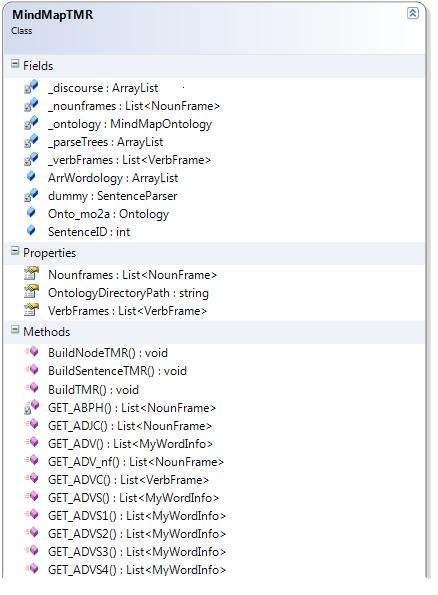 MindMapTMR
Class
Fields
_discourse : ArrayList
_nounframes : List<NounFrame>
_ontology : MindMapOntology
_parseTrees : ArrayList
_verbFrames : List<VerbFrame>
ArrWordology : ArrayList
dummy : SentenceParser
Onto_mo2a : Ontology
SentenceID : int
Properties
Nounframes : List<NounFrame>
OntologyDirectoryPath : string
VerbFrames : List<VerbFrame>
Methods
BuildNodeTMR() : void
BuildSentenceTMR() : void
BuildTMR() : void
GET_ABPH() : List<NounFrame>
GET_ADJC() : List<NounFrame>
GET_ADV() : List<MyWordInfo>
GET_ADV_nf() : List<NounFrame>
GET_ADVC() : List<VerbFrame>
GET_ADVS() : List<MyWordInfo>
GET_ADVS1() : List<MyWordInfo>
GET_ADVS2() : List<MyWordInfo>
GET_ADVS3() : List<MyWordInfo>
GET_ADVS4() : List<MyWordInfo>